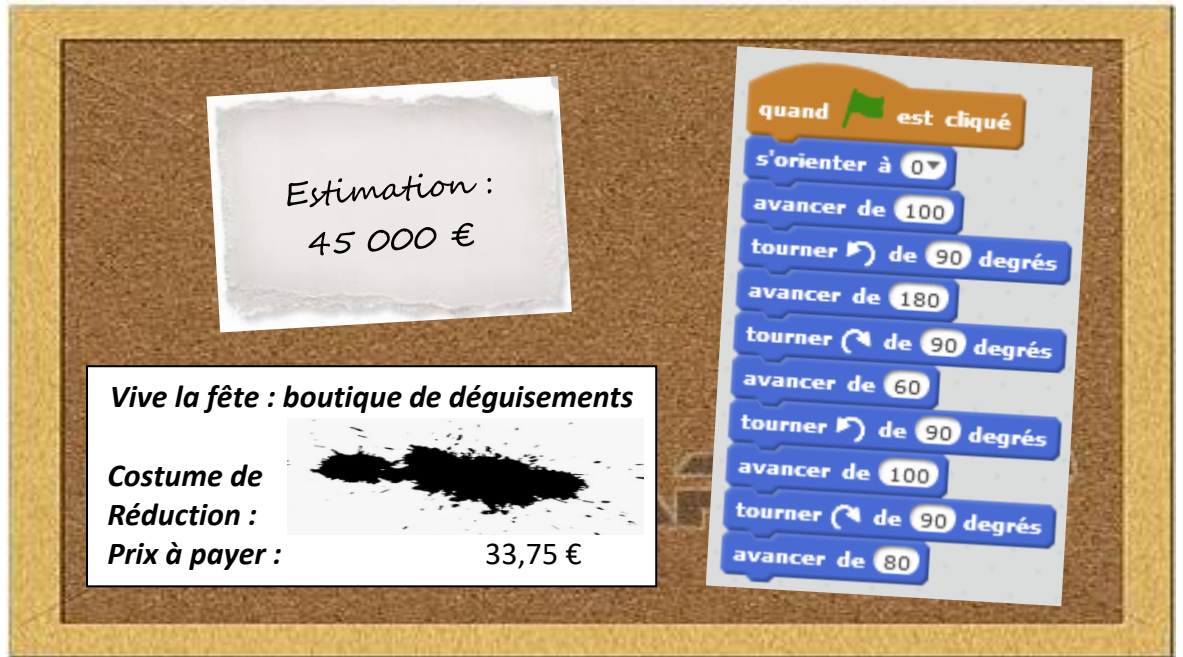 Estimation :
45 000 €
Vive la fête : boutique de déguisements
Costume de
Réduction :
Prix à payer : 33,75 €
quand est cliqué
s'orienter à 0
avancer de 100
tourner de 90 degrés
avancer de 180
tourner de 90 degrés
avancer de 60
tourner de 90 degrés
avancer de 100
tourner de 90 degrés
avancer de 80